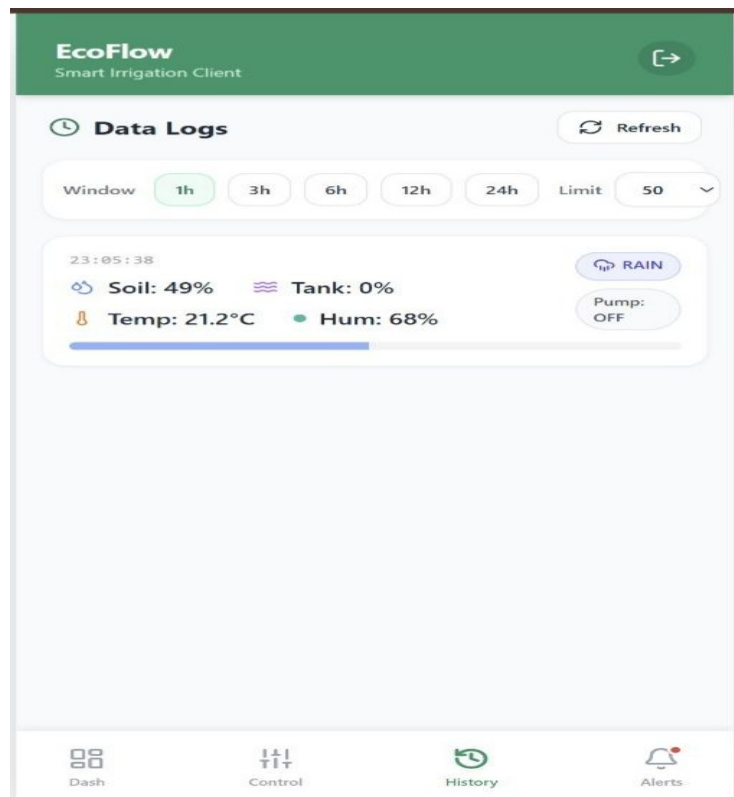 EcoFlow
Smart Irrigation Client
Data Logs
Refresh
Window 1h 3h 6h 12h 24h Limit 50
23:05:38
RAIN
Soil: 49% Tank: 0%
Pump:
OFF
Temp: 21.2°C Hum: 68%
Dash Control History Alerts